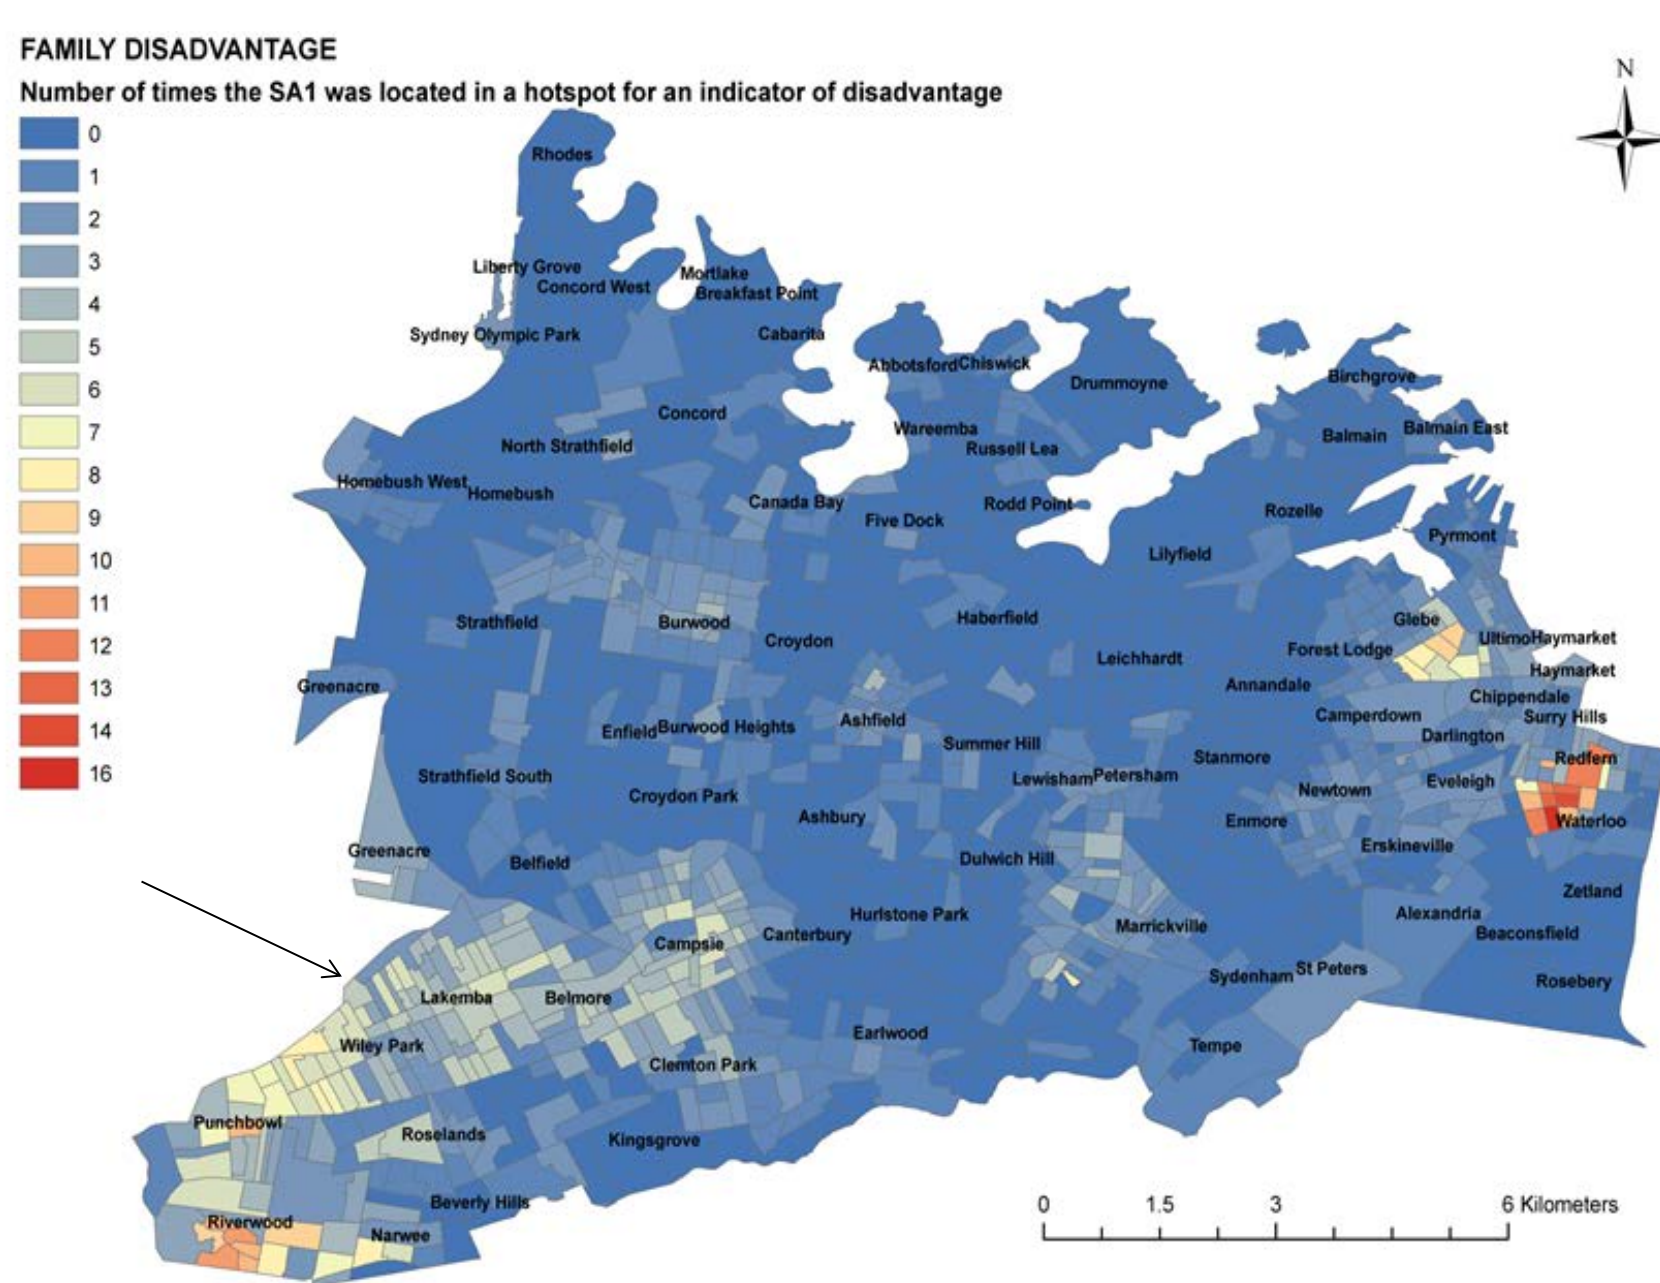 FAMILY DISADVANTAGE
Number of times the SA1 was located in a hotspot for an indicator of disadvantage
N
0
1
2
3
4
5
6
7
8
9
10
11
12
13
14
16
Rhodes
Liberty Grove
Concord West
Mortlake
Breakfast Point
Sydney Olympic Park
Cabarita
Abbotsford
Chiswick
Drummoyne
Birchgrove
Concord
North Strathfield
Wareemba
Russell Lea
Balmain
Balmain East
Homebush West
Homebush
Canada Bay
Five Dock
Rodd Point
Rozelle
Pyrmont
Lilyfield
Strathfield
Burwood
Croydon
Haberfield
Glebe
Ultimo
Haymarket
Forest Lodge
Leichhardt
Haymarket
Greenacre
Annandale
Chippendale
Camperdown
Surry Hills
Enfield
Burwood Heights
Ashfield
Summer Hill
Darlington
Stanmore
Redfern
Strathfield South
Lewisham
Petersham
Newtown
Eveleigh
Croydon Park
Ashbury
Enmore
Waterloo
Greenacre
Belfield
Dulwich Hill
Erskineville
Zetland
Hurlstone Park
Alexandria
Campsie
Canterbury
Marrickville
Beaconsfield
Sydenham
St Peters
Rosebery
Lakemba
Belmore
Earlwood
Wiley Park
Clemton Park
Tempe
Punchbowl
Roselands
Kingsgrove
Beverly Hills
Riverwood
Narwee
0 1.5 3 6 Kilometers